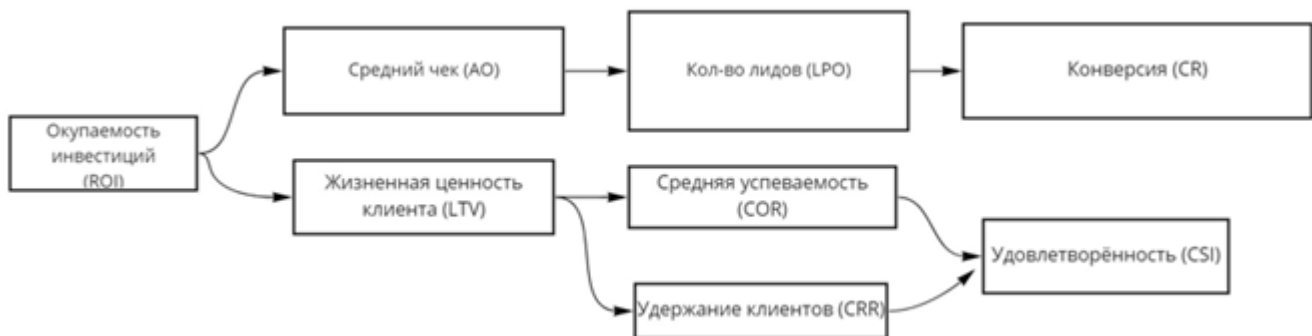 Средний чек (AO)
Кол-во лидов (LPO)
Конверсия (CR)
Окупаемость
инвестиций
(ROI)
Жизненная ценность
клиента (LTV)
Средняя успеваемость
(COR)
Удовлетворённость (CSI)
Удержание клиентов (CRR)